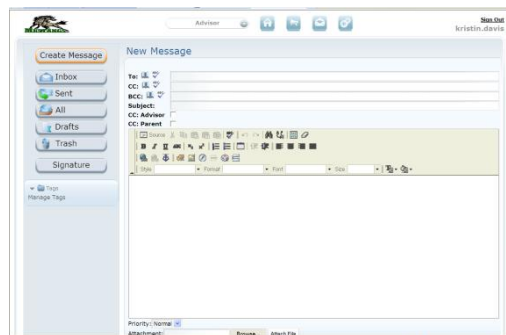 MUSTANGS
Advisor
Sign Out
kristin.davis
Create Message
Inbox
Sent
All
Drafts
Trash
Signature
Tags
Manage Tags
New Message
To:
CC:
BCC:
Subject:
CC: Advisor
CC: Parent
Source
Style
Format
Font
Size
Priority: Normal
Attachment:
Browse
Attach File